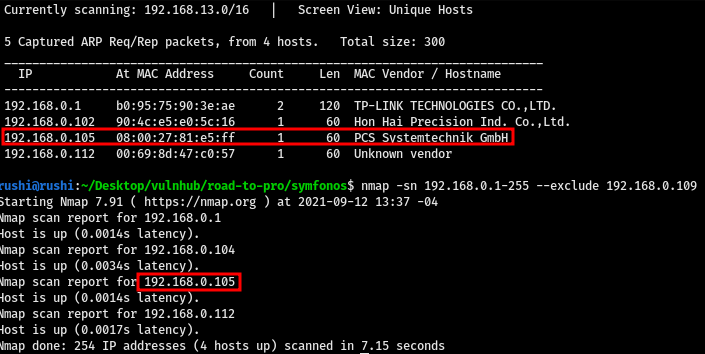 Currently scanning: 192.168.13.0/16   |   Screen View: Unique Hosts
5 Captured ARP Req/Rep packets, from 4 hosts.   Total size: 300
_____________________________________________________________________________
IP            At MAC Address     Count     Len  MAC Vendor / Hostname
-----------------------------------------------------------------------------
192.168.0.1     b0:95:75:90:3e:ae      2     120  TP-LINK TECHNOLOGIES CO.,LTD.
192.168.0.102   90:4c:e5:e0:5c:16      1      60  Hon Hai Precision Ind. Co.,Ltd.
192.168.0.105   08:00:27:81:e5:ff      1      60  PCS Systemtechnik GmbH
192.168.0.112   00:69:8d:47:c0:57      1      60  Unknown vendor
rushi@rushi:~/Desktop/vulnhub/road-to-pro/symfonos$ nmap -sn 192.168.0.1-255 --exclude 192.168.0.109
Starting Nmap 7.91 ( https://nmap.org ) at 2021-09-12 13:37 -04
Nmap scan report for 192.168.0.1
Host is up (0.0014s latency).
Nmap scan report for 192.168.0.104
Host is up (0.0034s latency).
Nmap scan report for 192.168.0.105
Host is up (0.0014s latency).
Nmap scan report for 192.168.0.112
Host is up (0.0017s latency).
Nmap done: 254 IP addresses (4 hosts up) scanned in 7.15 seconds